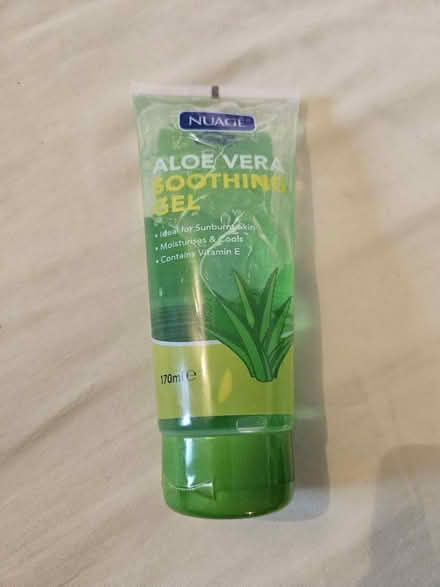 NUAGE
ALOE VERA
SOOTHING
GEL
• Ideal for Sunburnt Skin
• Moisturises & Cools
• Contains Vitamin E
170ml ℮